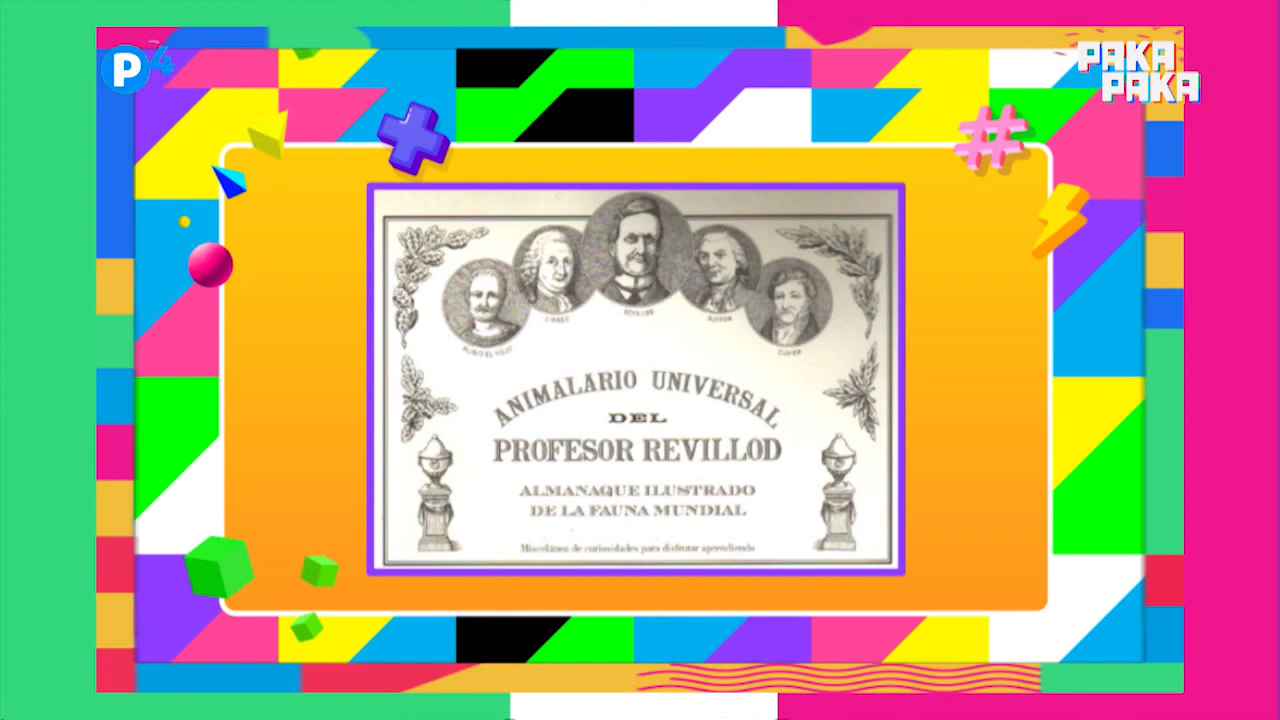 P4
PAKA
PAKA
PLINIO EL VIEJO
LINNEO
REVILLOD
BUFFON
CUVIER
ANIMALARIO UNIVERSAL
DEL
PROFESOR REVILLOD
ALMANAQUE ILUSTRADO
DE LA FAUNA MUNDIAL
Miscelánea de curiosidades para disfrutar aprendiendo